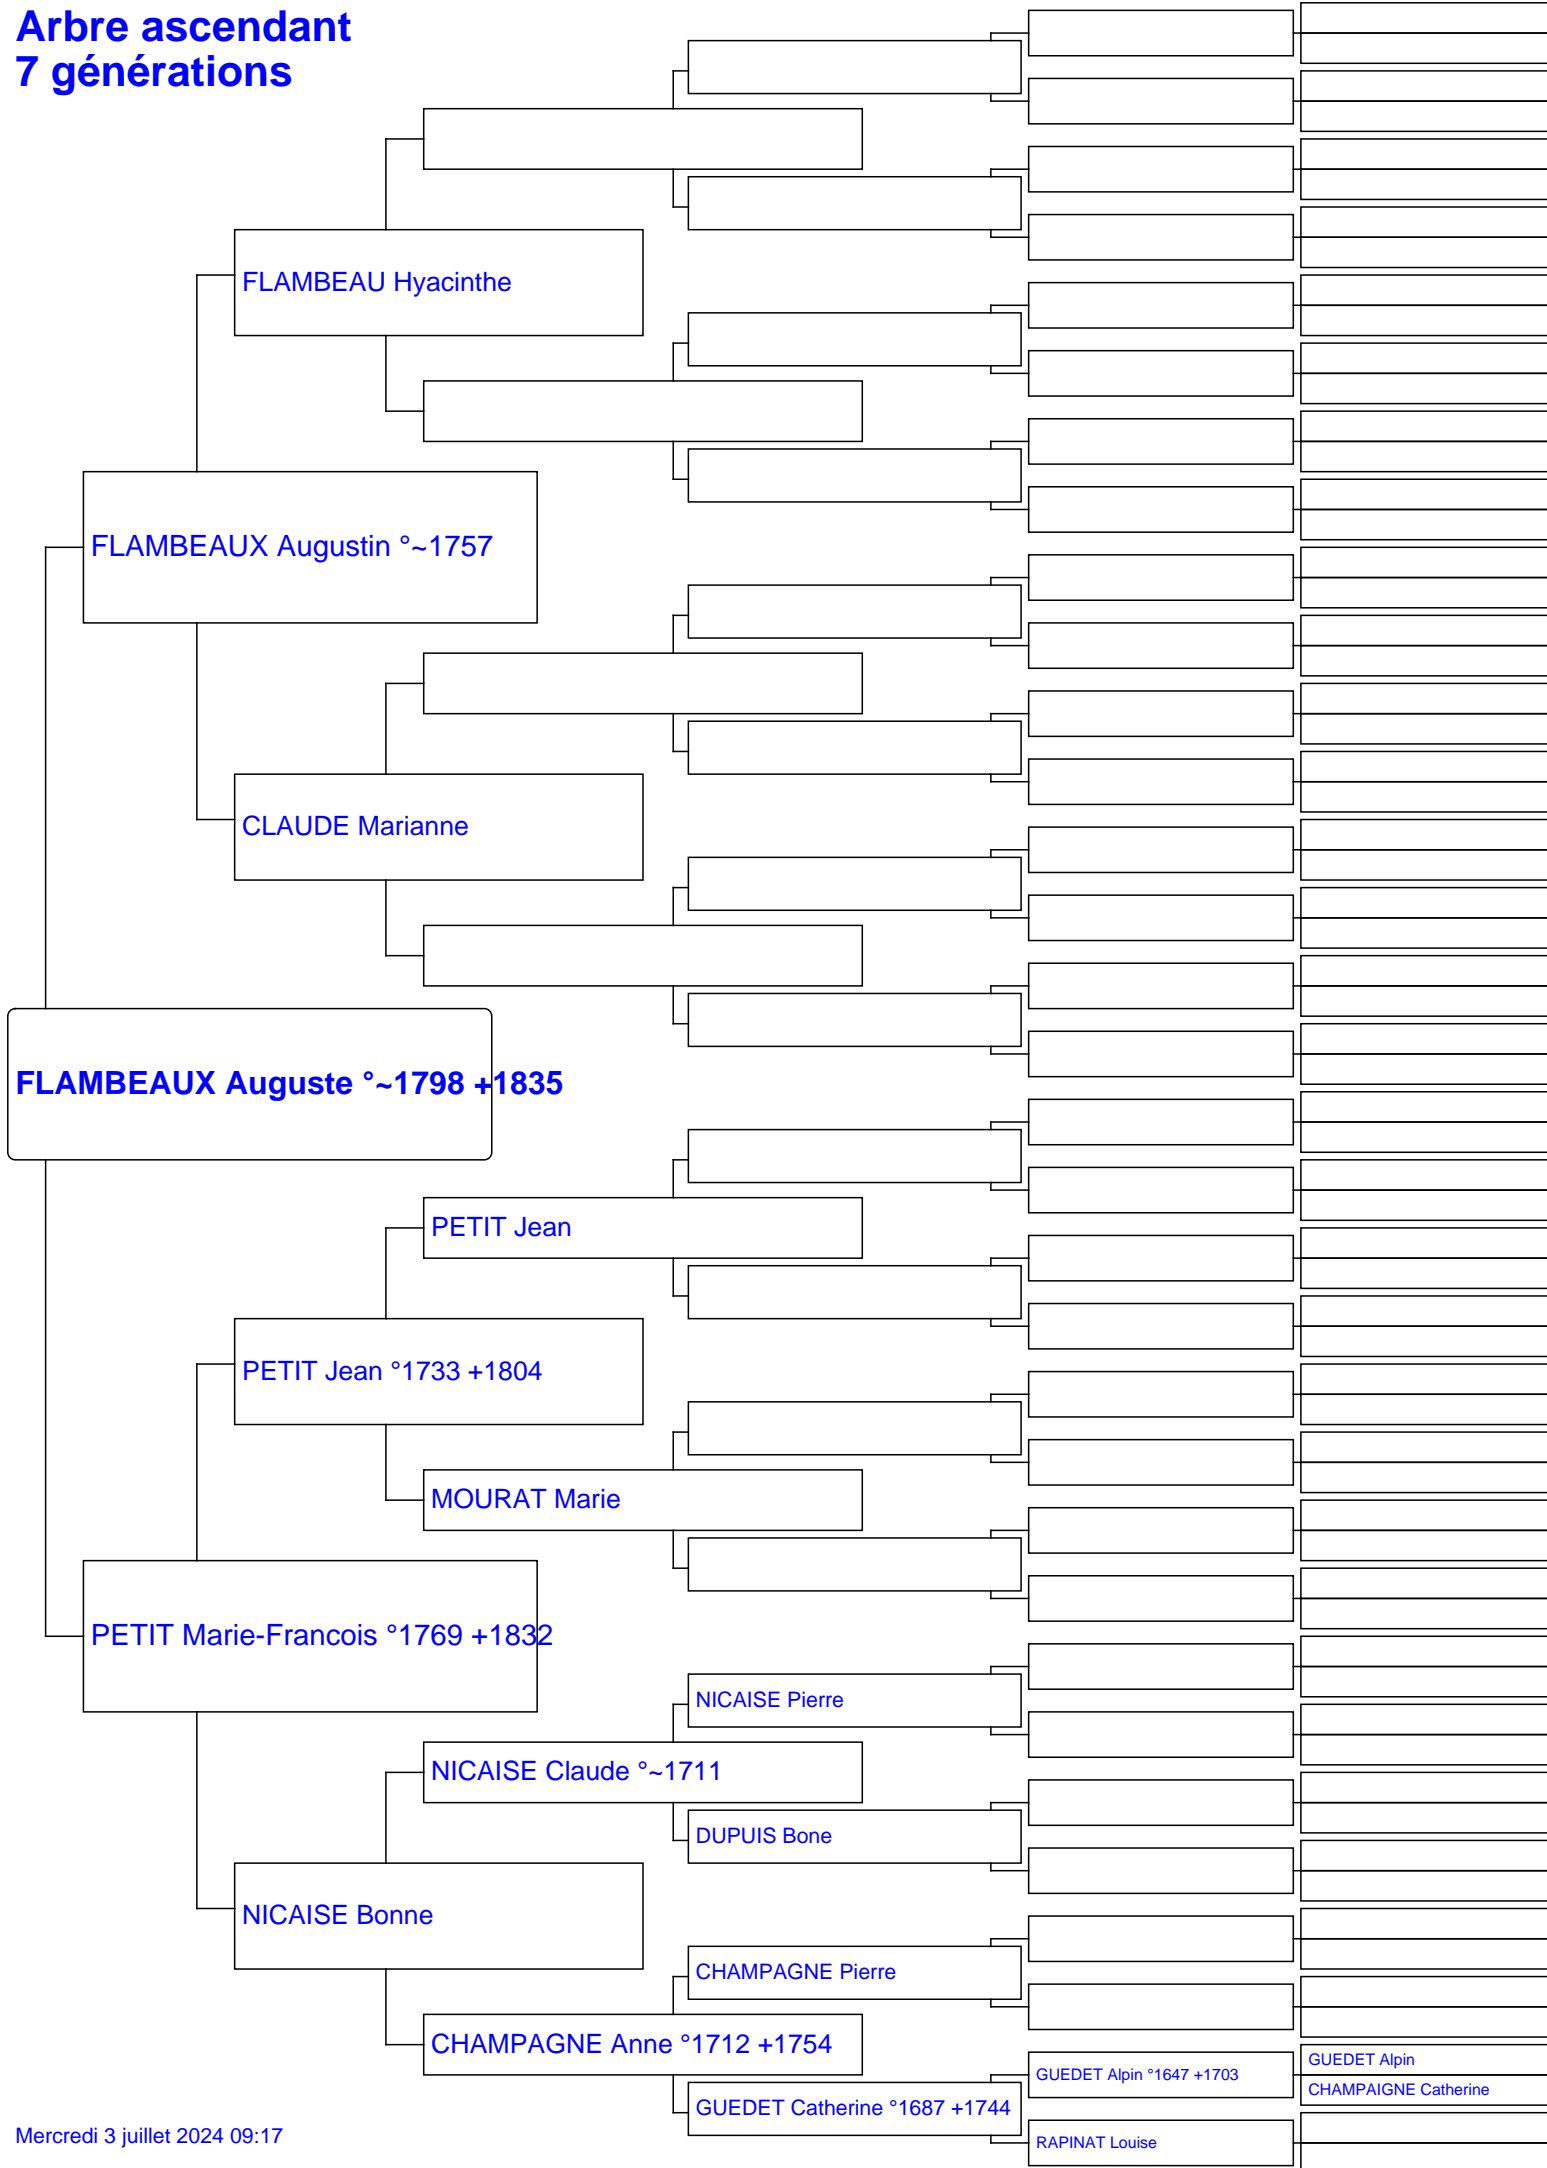 Arbre ascendant
7 générations
FLAMBEAU Hyacinthe
FLAMBEAUX Augustin °~1757
CLAUDE Marianne
FLAMBEAUX Auguste °~1798 +1835
PETIT Jean
PETIT Jean °1733 +1804
MOURAT Marie
PETIT Marie-Francois °1769 +1832
NICAISE Pierre
NICAISE Claude °~1711
DUPUIS Bone
NICAISE Bonne
CHAMPAGNE Pierre
CHAMPAGNE Anne °1712 +1754
GUEDET Alpin
GUEDET Alpin °1647 +1703
CHAMPAIGNE Catherine
GUEDET Catherine °1687 +1744
RAPINAT Louise
Mercredi 3 juillet 2024 09:17